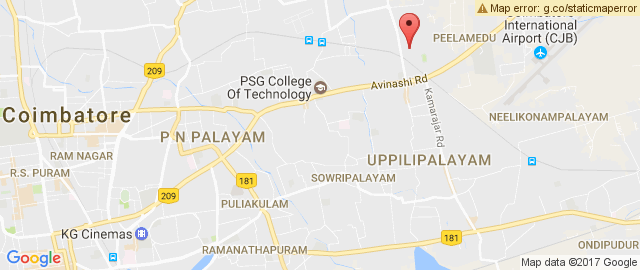 Map error: g.co/staticmaperror
Coimbatore
International
Airport (CJB)
PEELAMEDU
209
PSG College
Of Technology
Avinashi Rd
Kamarajar Rd
NEELIKONAMPALAYAM
Coimbatore
209
P N PALAYAM
RAM NAGAR
UPPILIPALAYAM
R.S. PURAM
181
SOWRIPALAYAM
209
PULIAKULAM
KG Cinemas
181
RAMANATHAPURAM
ONDIPUDUR
Google
Map data ©2017 Google